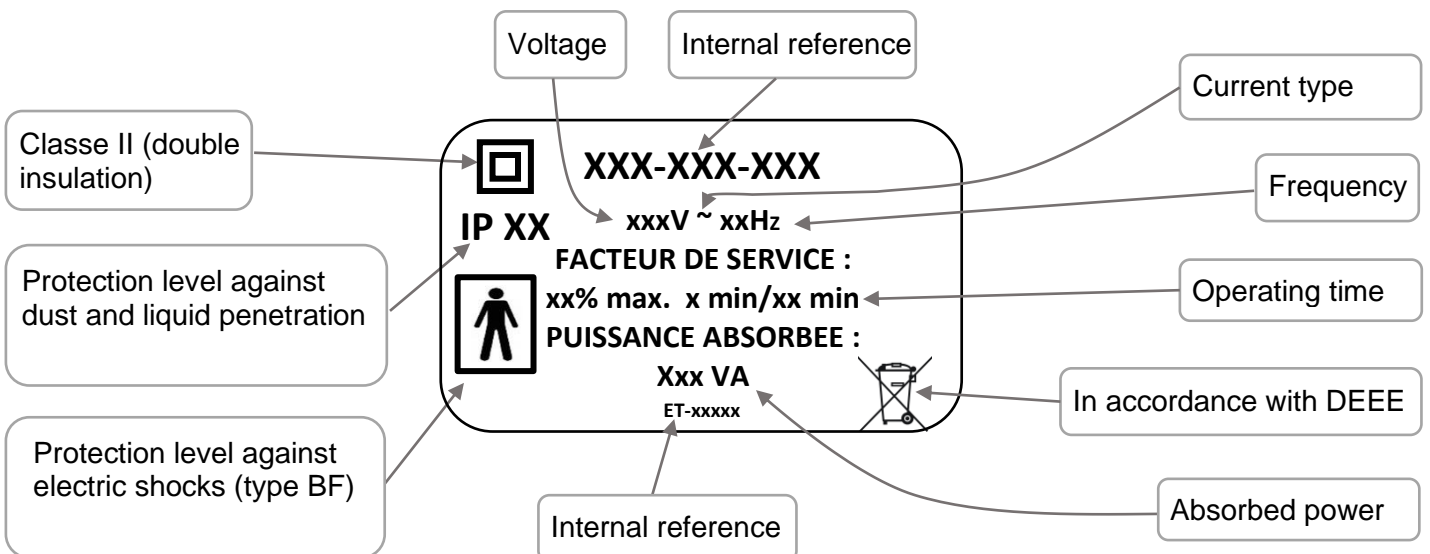 Voltage
Internal reference
Current type
Classe II (double
insulation)
XXX-XXX-XXX
Frequency
IP XX
xxxV ~ xxHz
FACTEUR DE SERVICE :
Protection level against
dust and liquid penetration
xx% max. x min/xx min
Operating time
PUISSANCE ABSORBEE :
Xxx VA
In accordance with DEEE
ET-xxxxx
Protection level against
electric shocks (type BF)
Internal reference
Absorbed power